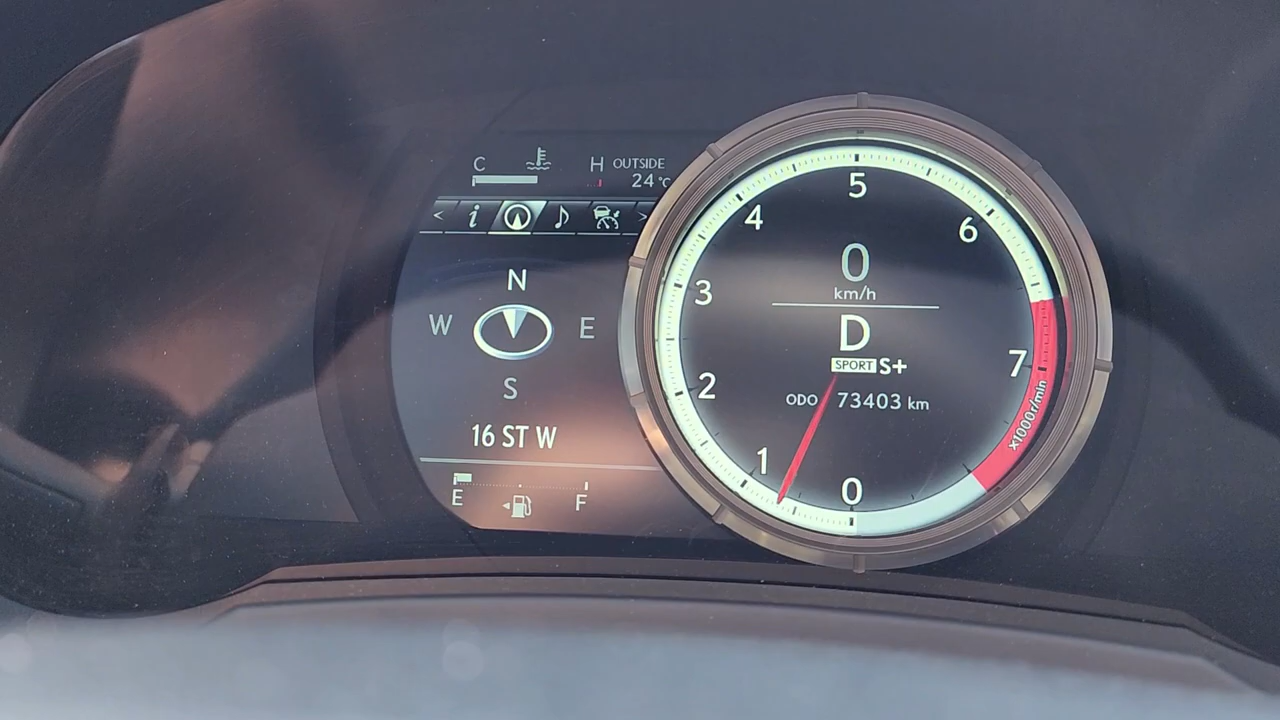 C H OUTSIDE
24°C
< i >
N
W E
S
16 ST W
E F
0
km/h
D
SPORT S+
ODO 73403 km
0 1 2 3 4 5 6 7
x1000r/min